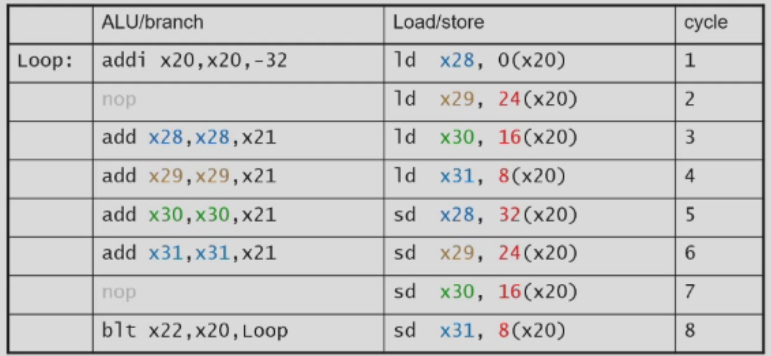 ALU/branch Load/store cycle
Loop: addi x20,x20,-32 ld x28, 0(x20) 1
nop ld x29, 24(x20) 2
add x28,x28,x21 ld x30, 16(x20) 3
add x29,x29,x21 ld x31, 8(x20) 4
add x30,x30,x21 sd x28, 32(x20) 5
add x31,x31,x21 sd x29, 24(x20) 6
nop sd x30, 16(x20) 7
blt x22,x20,Loop sd x31, 8(x20) 8